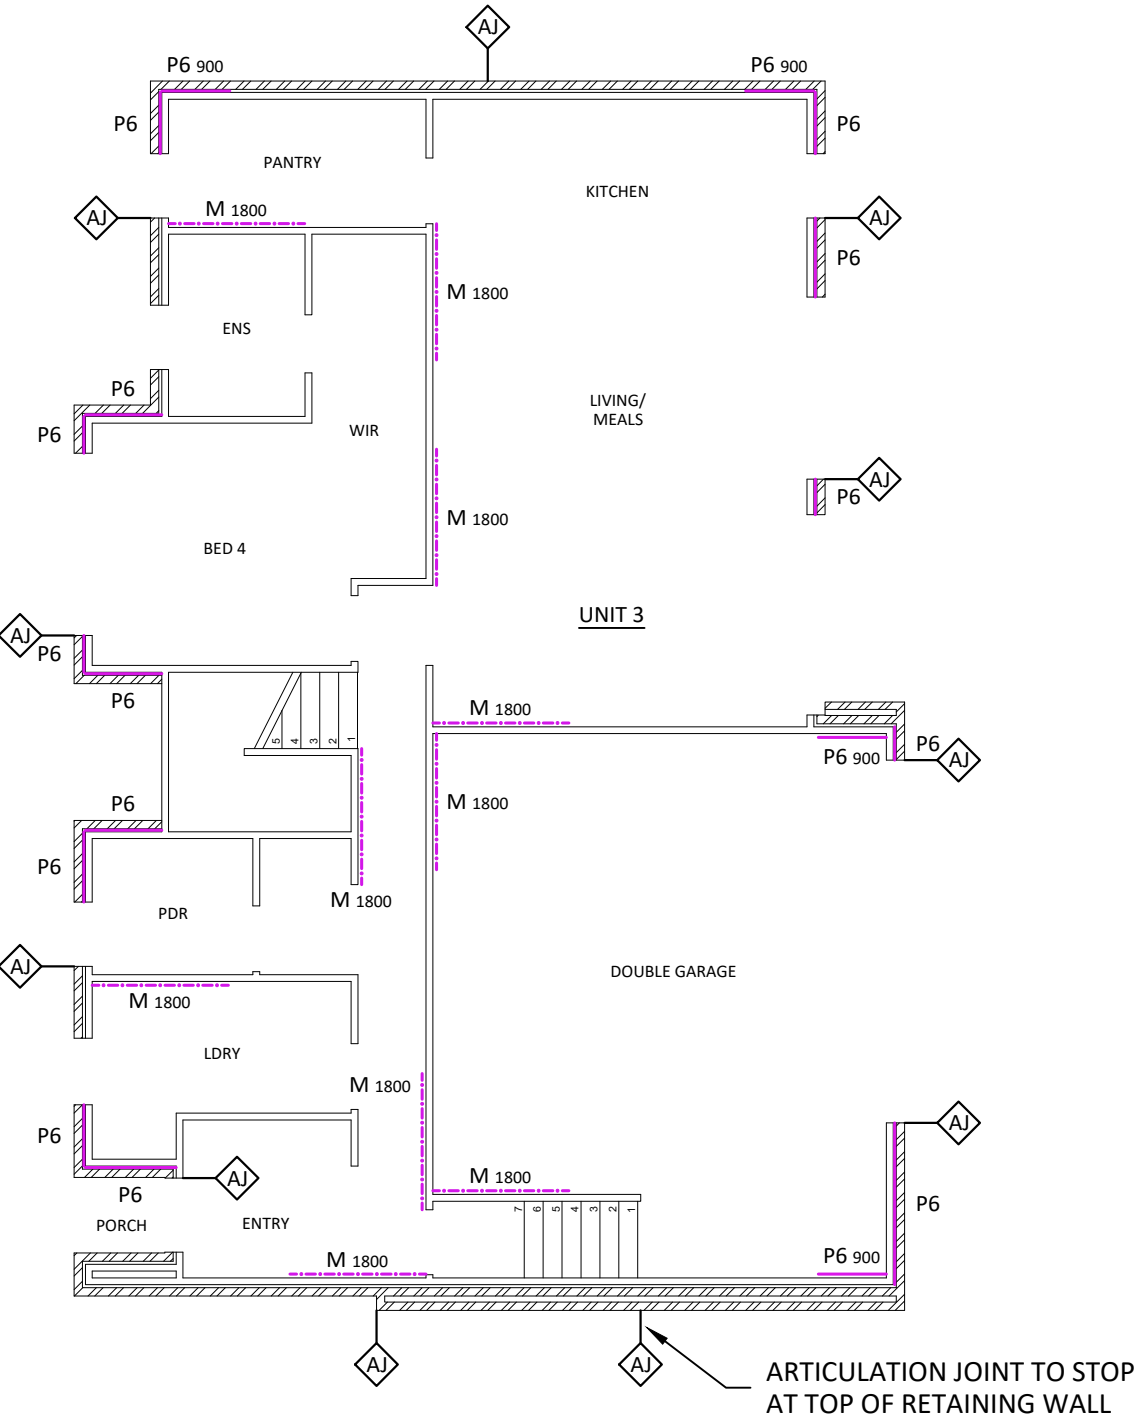 AJ
P6 900
P6 900
P6
P6
PANTRY
KITCHEN
AJ
M 1800
AJ
P6
M 1800
ENS
P6
LIVING/
MEALS
WIR
P6
AJ
P6
M 1800
BED 4
UNIT 3
AJ
P6
P6
M 1800
5
4
3
2
1
P6
P6 900
AJ
P6
M 1800
P6
M 1800
PDR
AJ
DOUBLE GARAGE
M 1800
LDRY
M 1800
AJ
P6
M 1800
AJ
P6
P6
PORCH
ENTRY
7
6
5
4
3
2
1
M 1800
P6 900
AJ
AJ
ARTICULATION JOINT TO STOP
AT TOP OF RETAINING WALL